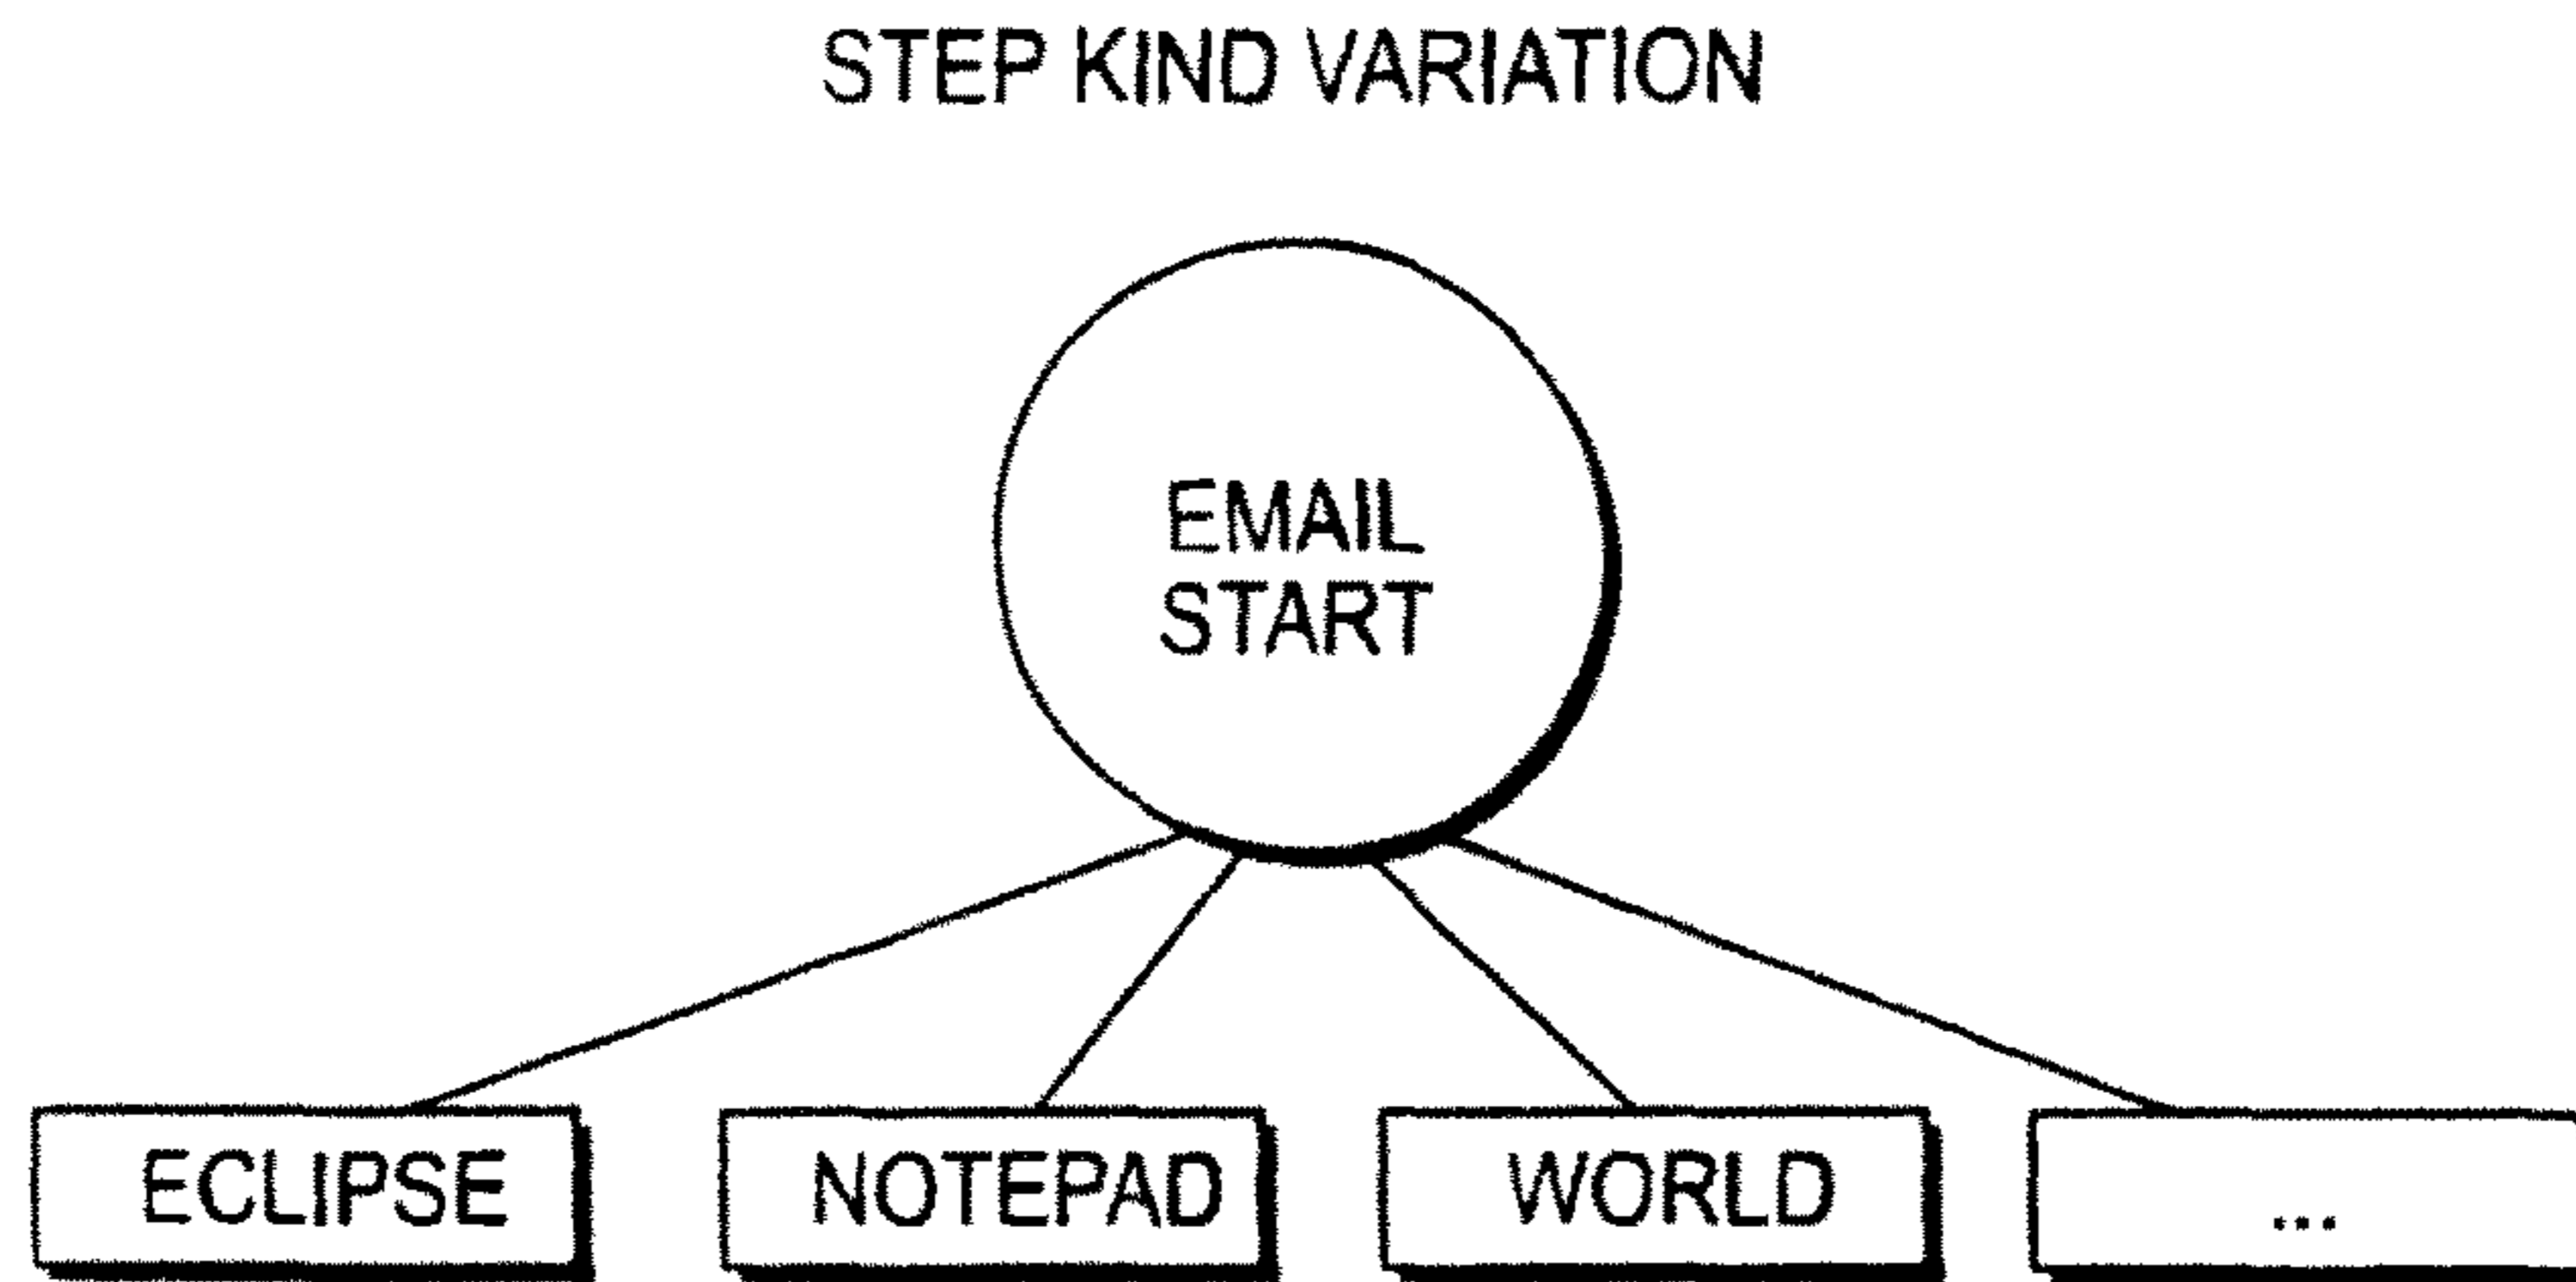 STEP KIND VARIATION
EMAIL
START
ECLIPSE
NOTEPAD
WORLD
...